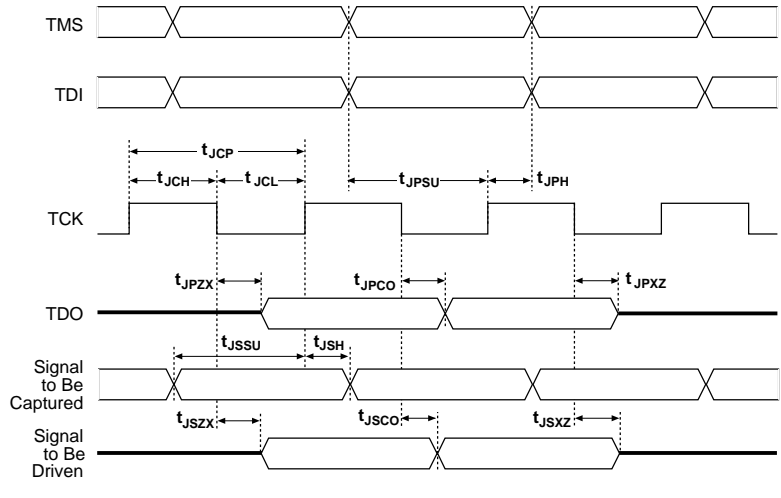 TMS
TDI
tJCP
tJCH tJCL tJPSU tJPH
TCK
tJPZX tJPCO tJPXZ
TDO
tJSSU tJSH
Signal
to Be
Captured
tJSZX tJSCO tJSXZ
Signal
to Be
Driven